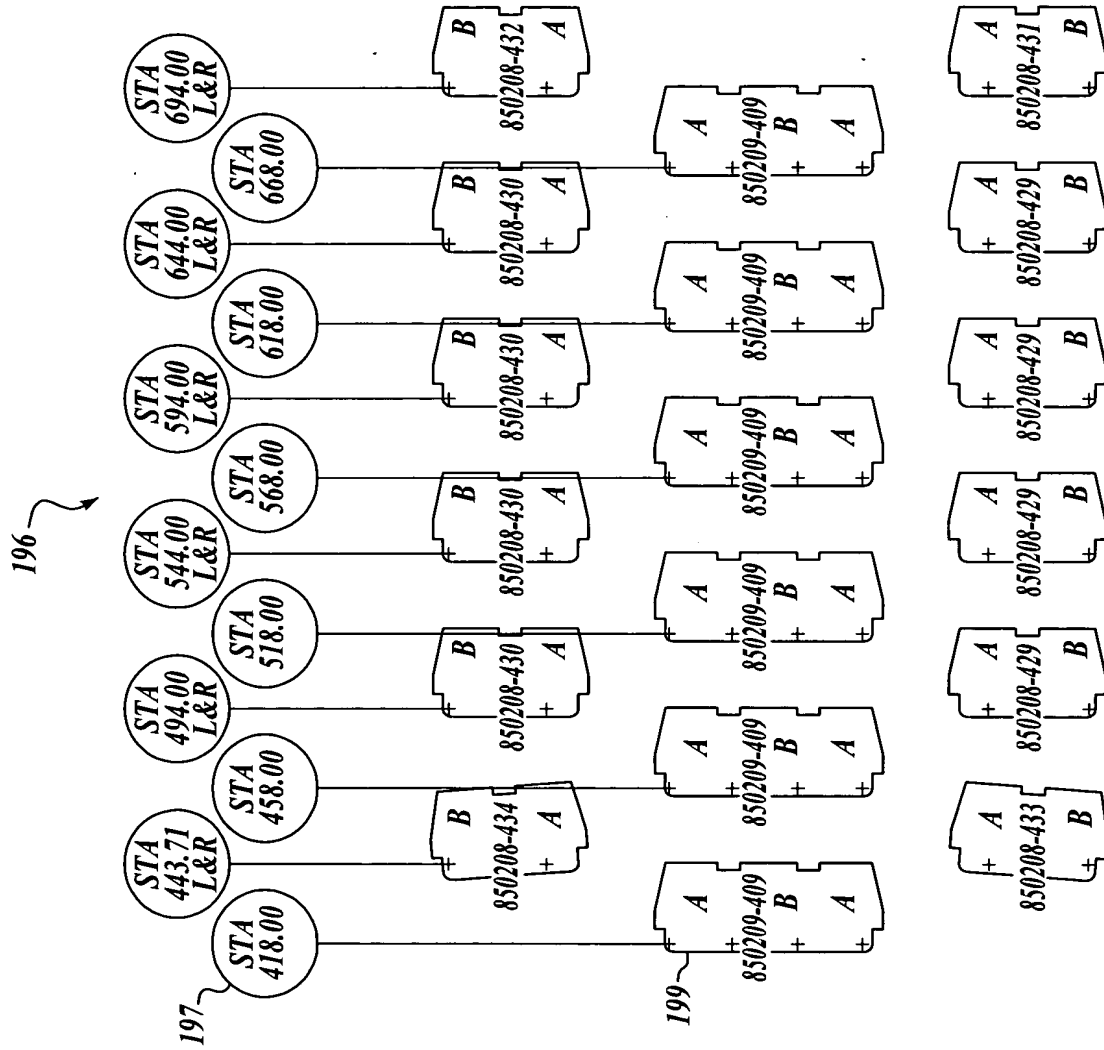 196
STA
443.71
L&R
STA
494.00
L&R
STA
544.00
L&R
STA
594.00
L&R
STA
644.00
L&R
STA
694.00
L&R
197
STA
418.00
STA
458.00
STA
518.00
STA
568.00
STA
618.00
STA
668.00
B
850208-434
A
B
850208-430
A
B
850208-430
A
B
850208-430
A
B
850208-430
A
B
850208-432
A
199
A
850209-409
B
A
A
850209-409
B
A
A
850209-409
B
A
A
850209-409
B
A
A
850209-409
B
A
A
850209-409
B
A
A
850208-433
B
A
850208-429
B
A
850208-429
B
A
850208-429
B
A
850208-429
B
A
850208-431
B